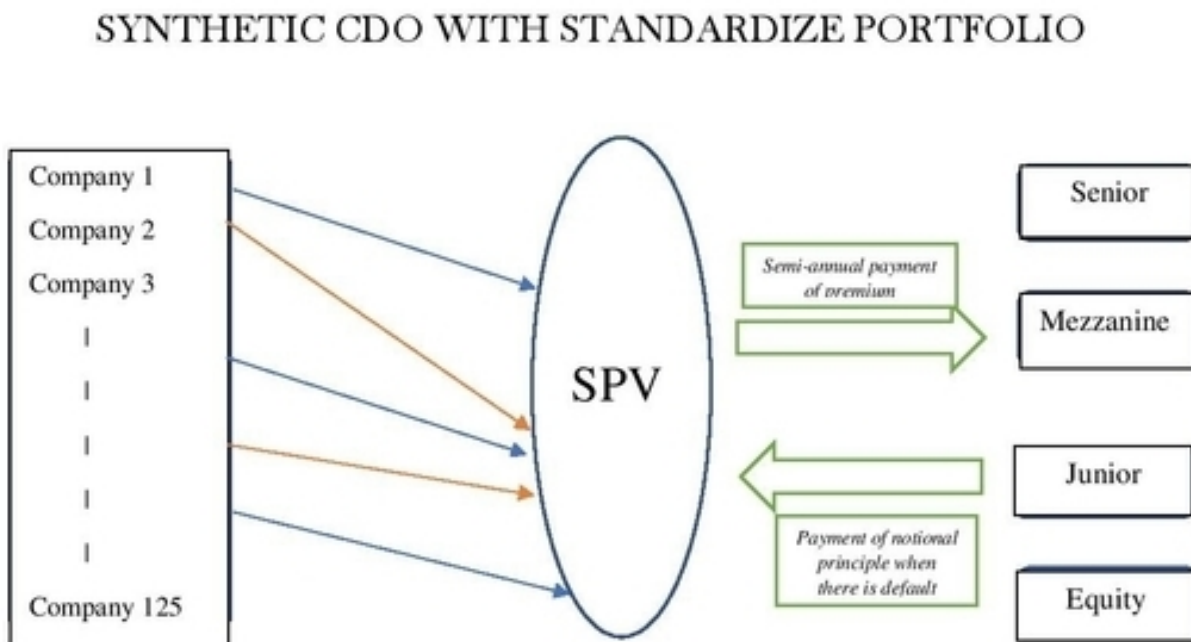 SYNTHETIC CDO WITH STANDARDIZE PORTFOLIO
Company 1
Company 2
Company 3
|
|
|
|
|
Company 125
SPV
Semi-annual payment
of premium
Payment of notional
principle when
there is default
Senior
Mezzanine
Junior
Equity